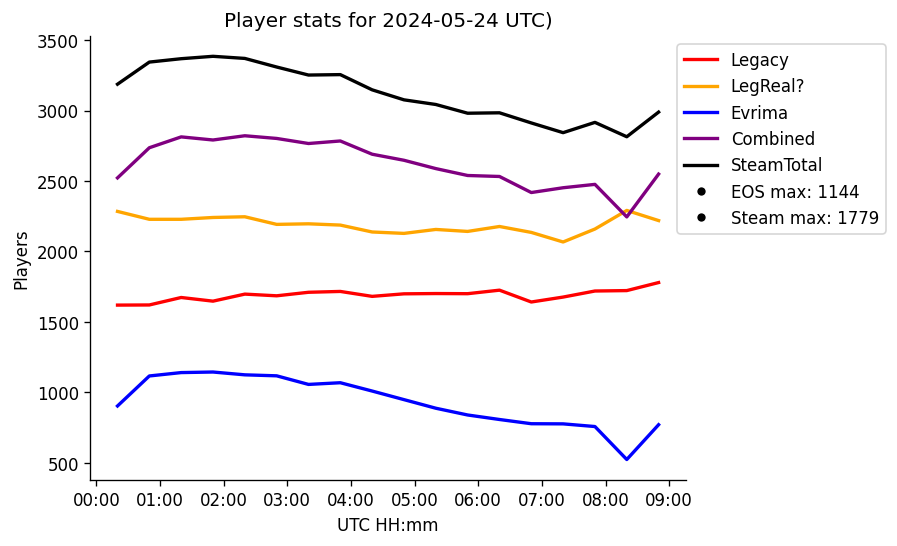 Player stats for 2024-05-24 UTC)
3500
3000
2500
2000
1500
1000
500
Players
00:00 01:00 02:00 03:00 04:00 05:00 06:00 07:00 08:00 09:00
UTC HH:mm
Legacy
LegReal?
Evrima
Combined
SteamTotal
EOS max: 1144
Steam max: 1779